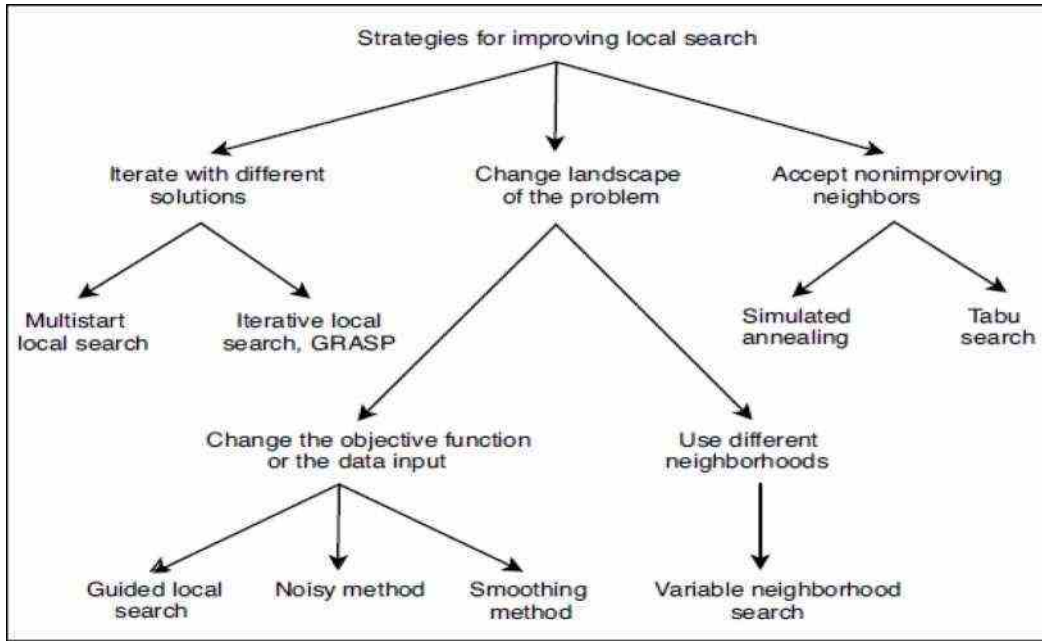 Strategies for improving local search
Iterate with different
solutions
Change landscape
of the problem
Accept nonimproving
neighbors
Multistart
local search
Iterative local
search, GRASP
Simulated
annealing
Tabu
search
Change the objective function
or the data input
Use different
neighborhoods
Guided local
search
Noisy method
Smoothing
method
Variable neighborhood
search